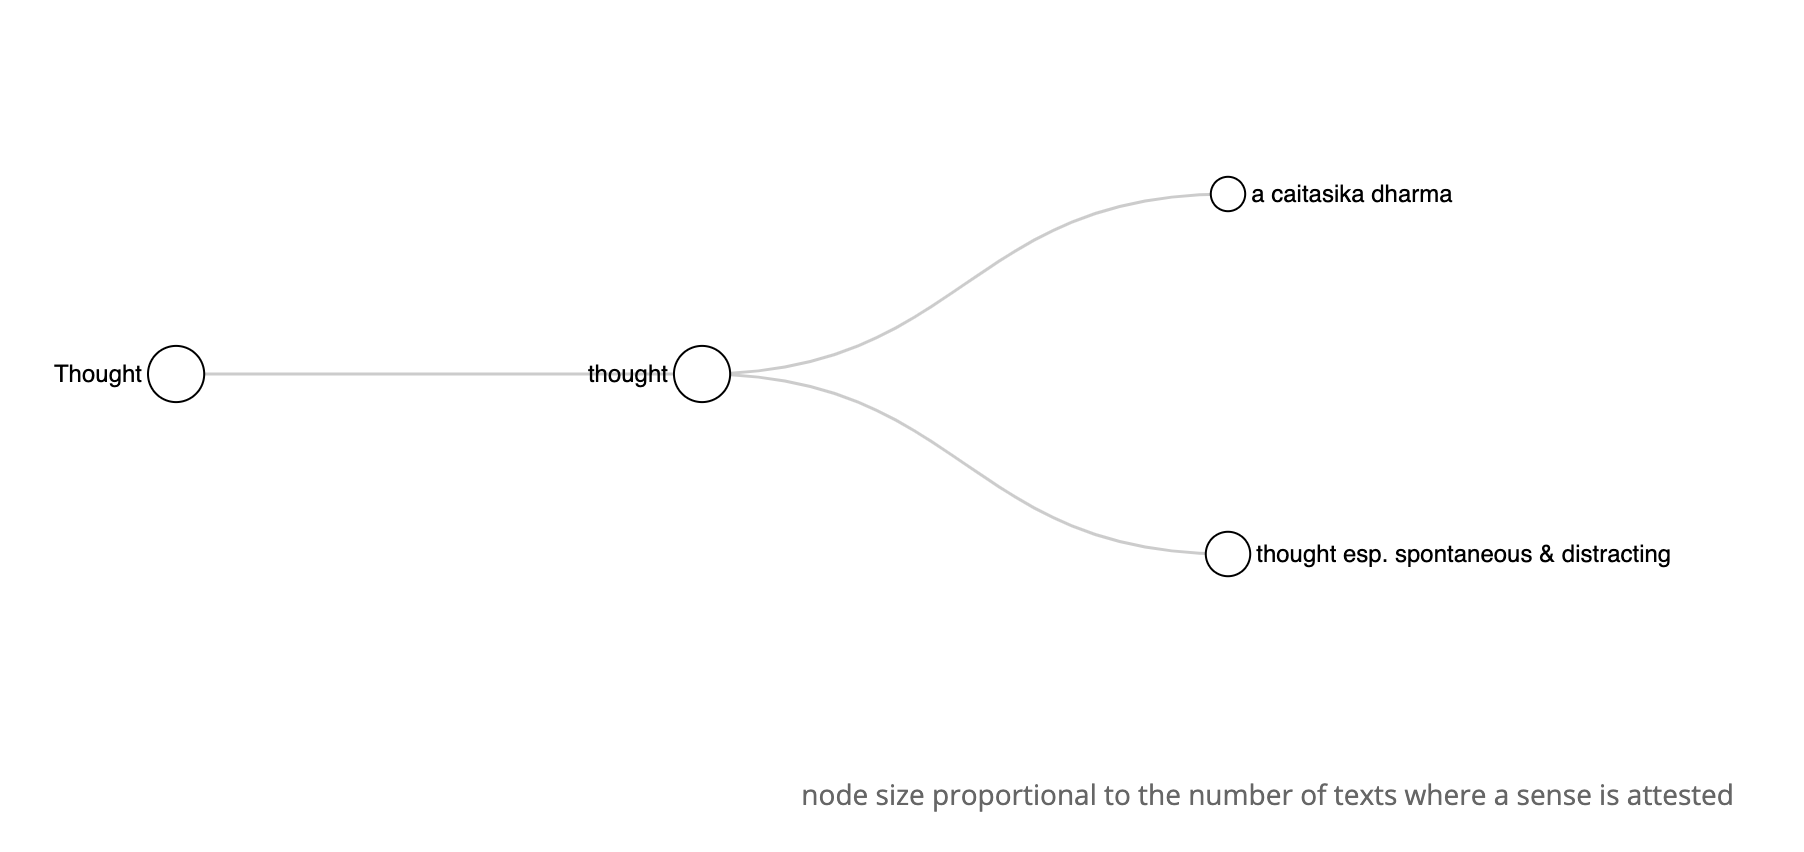 a caitasika dharma
Thought
thought
thought esp. spontaneous & distracting
node size proportional to the number of texts where a sense is attested